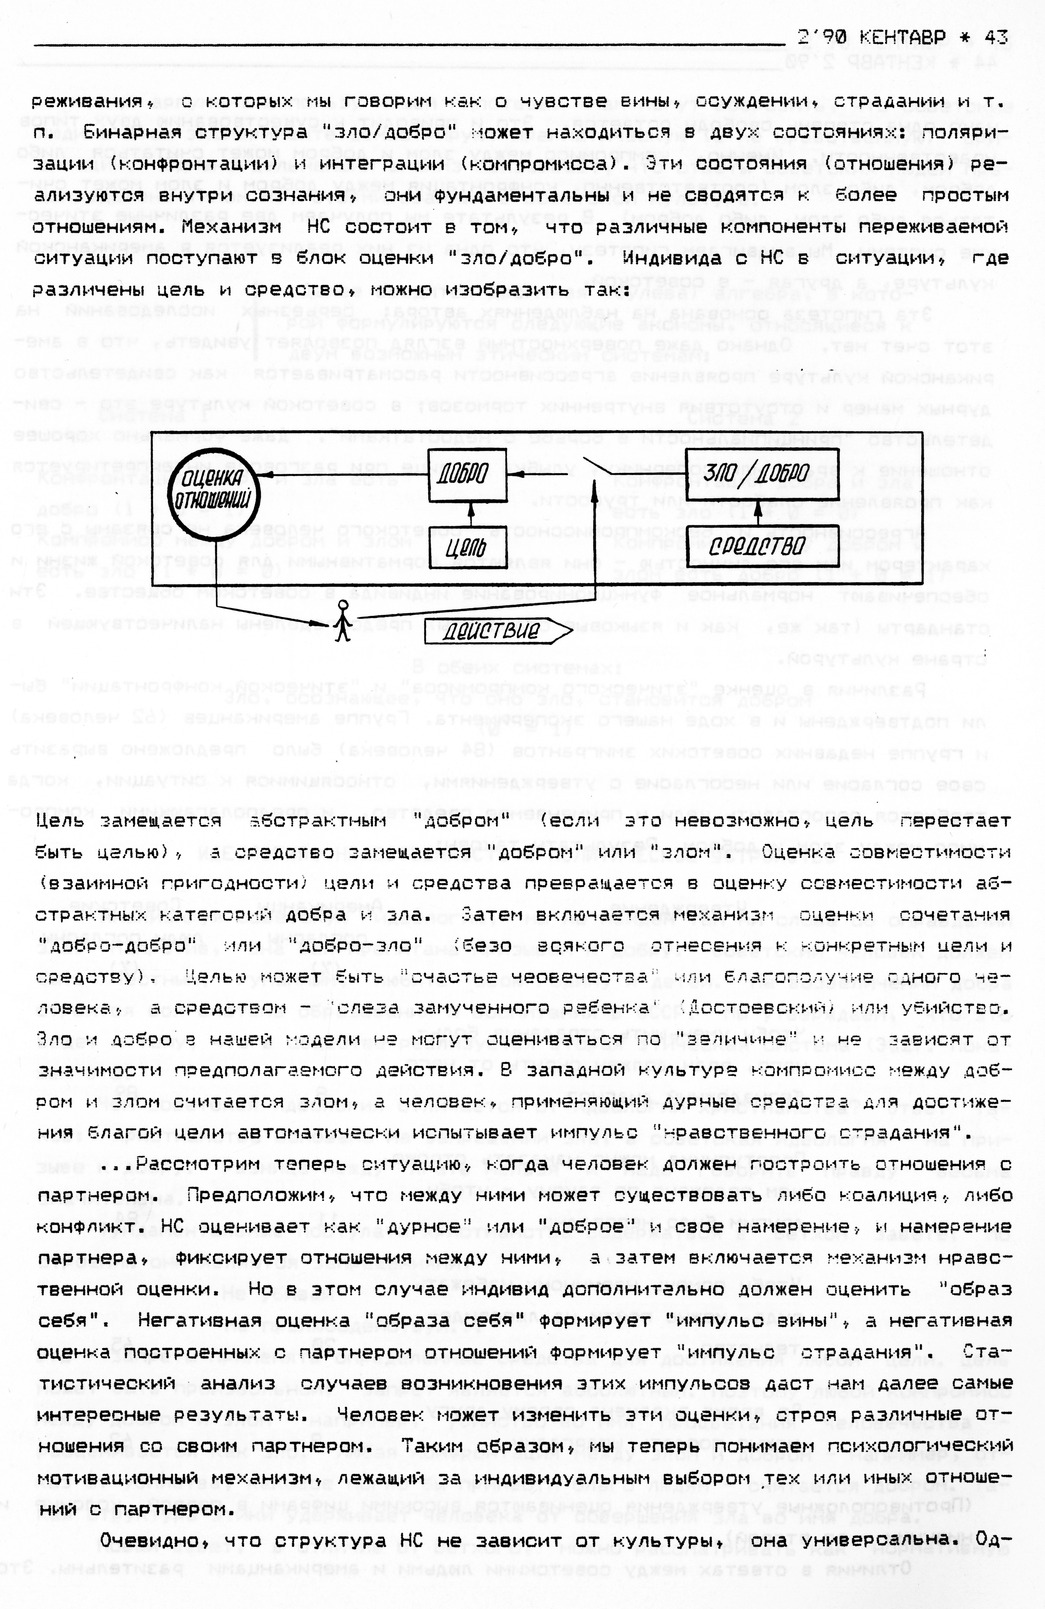 2'90 КЕНТАВР * 43
реживания, о которых мы говорим как о чувстве вины, осуждении, страдании и т.
п. Бинарная структура "зло/добро" может находиться в двух состояниях: поляри-
зации (конфронтации) и интеграции (компромисса). Эти состояния (отношения) ре-
ализуются внутри сознания, они фундаментальны и не сводятся к более простым
отношениям. Механизм НС состоит в том, что различные компоненты переживаемой
ситуации поступают в блок оценки "зло/добро". Индивида с НС в ситуации, где
различены цель и средство, можно изобразить так:
ОЦЕНКА ОТНОШЕНИЙ
ДОБРО
ЗЛО/ДОБРО
ЦЕЛЬ
СРЕДСТВО
ДЕЙСТВИЕ
Цель замещается абстрактным "добром" (если это невозможно, цель перестает
быть целью), а средство замещается "добром" или "злом". Оценка совместимости
(взаимной пригодности) цели и средства превращается в оценку совместимости аб-
страктных категорий добра и зла. Затем включается механизм оценки сочетания
"добро-добро" или "добро-зло" (безо всякого отнесения к конкретным цели и
средству). Целью может быть "счастье чеовечества" или благополучие одного че-
ловека, а средством - "слеза замученного ребенка" (Достоевский) или убийство.
Зло и добро в нашей модели не могут оцениваться по "величине" и не зависят от
значимости предполагаемого действия. В западной культуре компромисс между доб-
ром и злом считается злом, а человек, применяющий дурные средства для достиже-
ния благой цели автоматически испытывает импульс "нравственного страдания".
...Рассмотрим теперь ситуацию, когда человек должен построить отношения с
партнером. Предположим, что между ними может существовать либо коалиция, либо
конфликт. НС оценивает как "дурное" или "доброе" и свое намерение, и намерение
партнера, фиксирует отношения между ними, а затем включается механизм нравс-
твенной оценки. Но в этом случае индивид дополнительно должен оценить "образ
себя". Негативная оценка "образа себя" формирует "импульс вины", а негативная
оценка построенных с партнером отношений формирует "импульс страдания". Ста-
тистический анализ случаев возникновения этих импульсов даст нам далее самые
интересные результаты. Человек может изменить эти оценки, строя различные от-
ношения со своим партнером. Таким образом, мы теперь понимаем психологический
мотивационный механизм, лежащий за индивидуальным выбором тех или иных отноше-
ний с партнером.
Очевидно, что структура НС не зависит от культуры, она универсальна. Од-